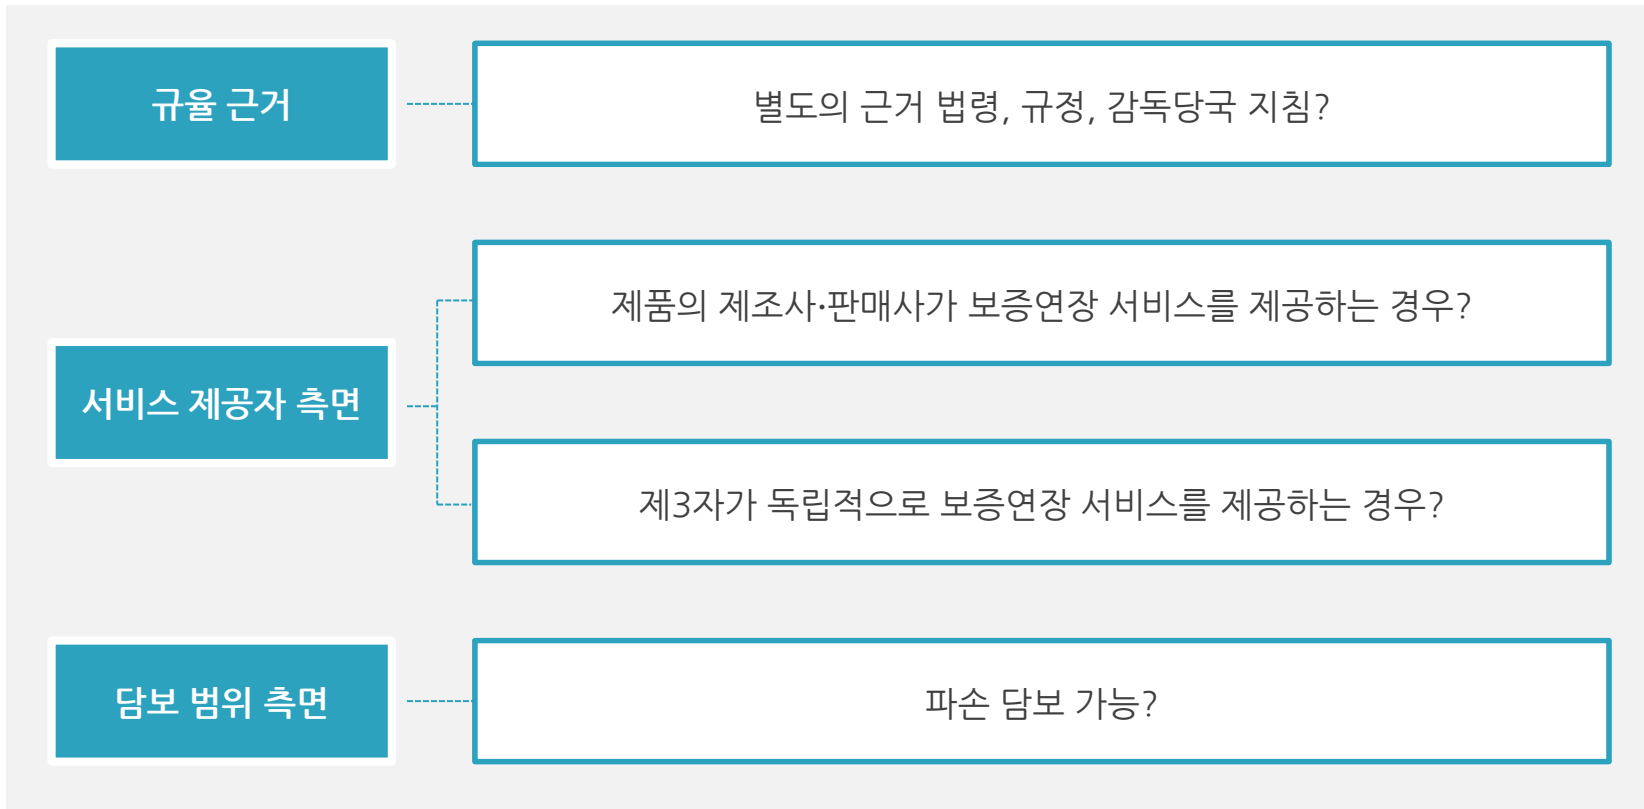 규율 근거
별도의 근거 법령, 규정, 감독당국 지침?
서비스 제공자 측면
제품의 제조사·판매사가 보증연장 서비스를 제공하는 경우?
제3자가 독립적으로 보증연장 서비스를 제공하는 경우?
담보 범위 측면
파손 담보 가능?